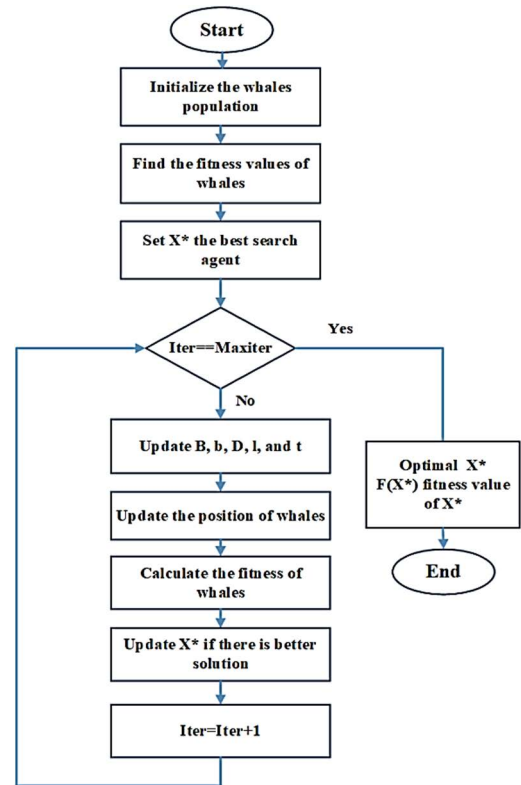 Start
Initialize the whales
population
Find the fitness values of
whales
Set X* the best search
agent
Iter==Maxiter
Yes
No
Update B, b, D, l, and t
Update the position of whales
Calculate the fitness of
whales
Update X* if there is better
solution
Iter=Iter+1
Optimal X*
F(X*) fitness value
of X*
End